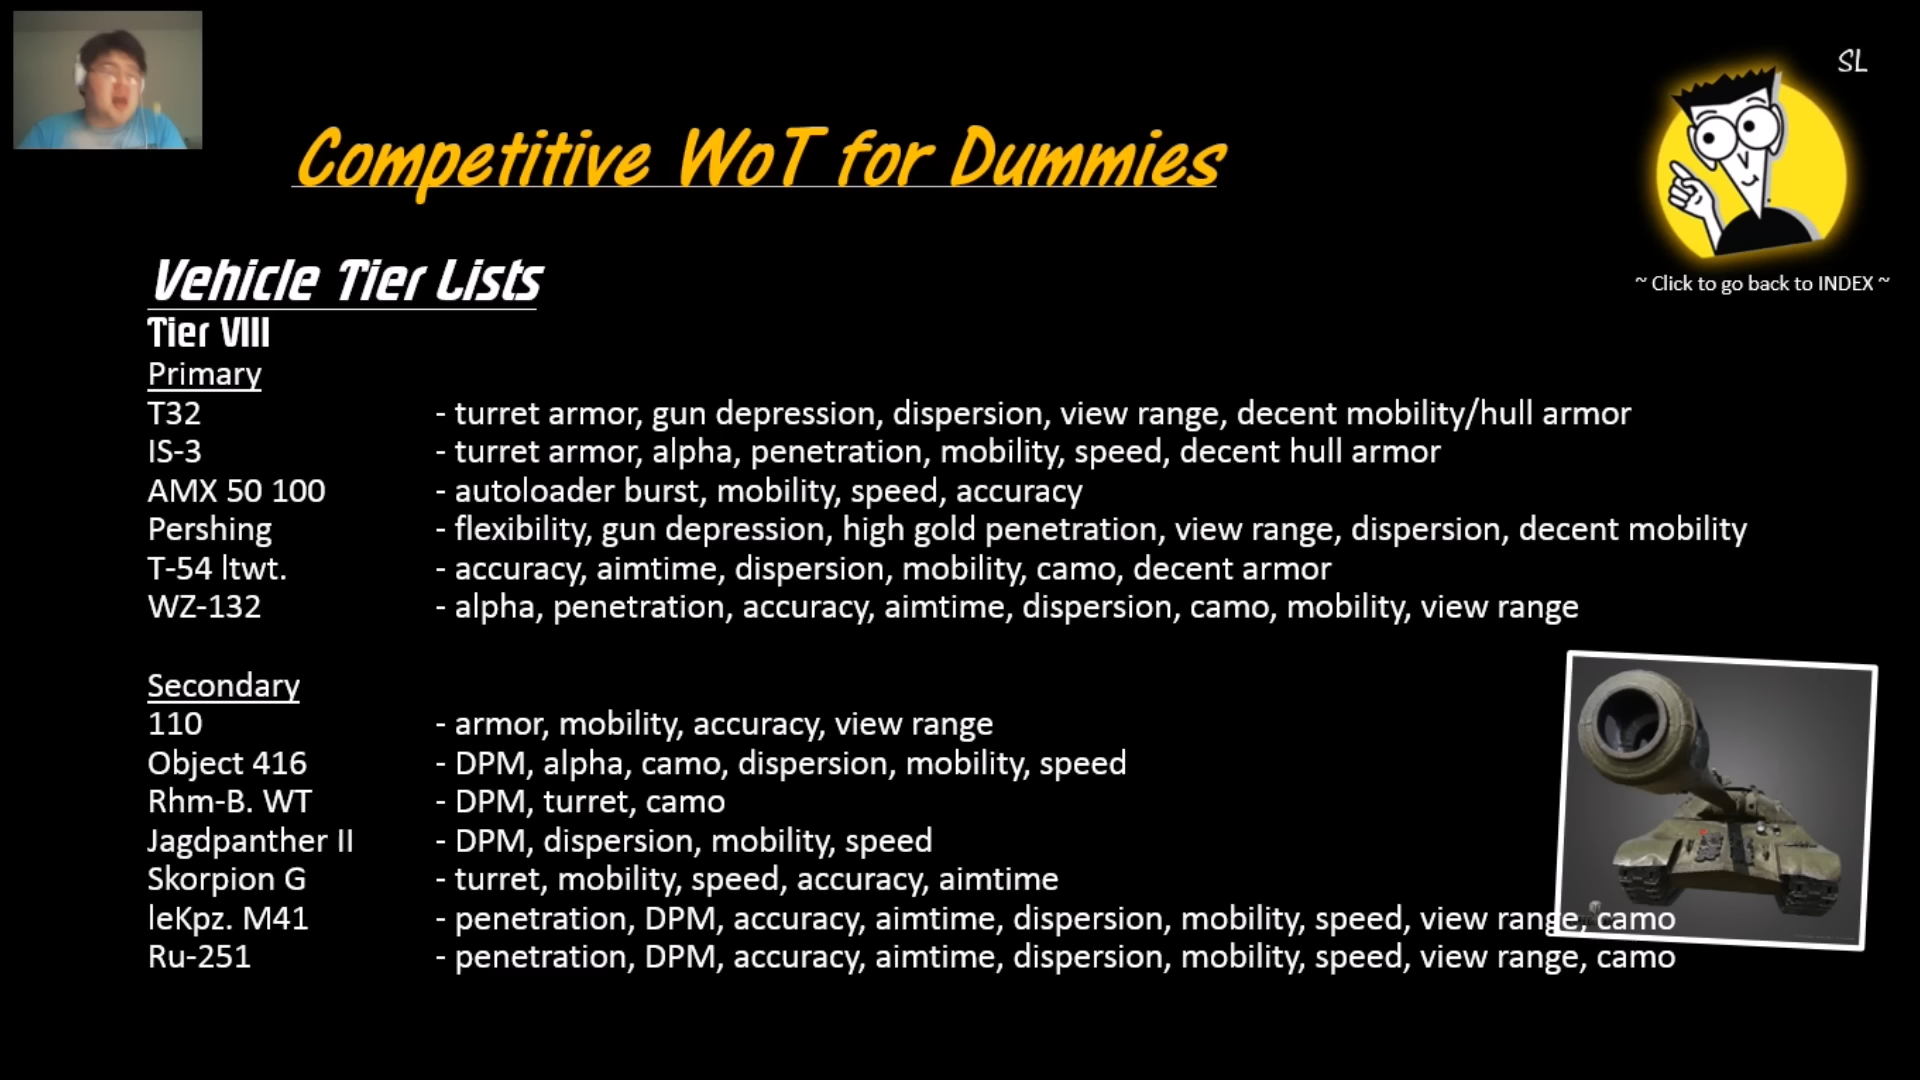 SL
Competitive WoT for Dummies
~ Click to go back to INDEX ~
Vehicle Tier Lists
Tier VIII
Primary
T32 - turret armor, gun depression, dispersion, view range, decent mobility/hull armor
IS-3 - turret armor, alpha, penetration, mobility, speed, decent hull armor
AMX 50 100 - autoloader burst, mobility, speed, accuracy
Pershing - flexibility, gun depression, high gold penetration, view range, dispersion, decent mobility
T-54 ltwt. - accuracy, aimtime, dispersion, mobility, camo, decent armor
WZ-132 - alpha, penetration, accuracy, aimtime, dispersion, camo, mobility, view range
Secondary
110 - armor, mobility, accuracy, view range
Object 416 - DPM, alpha, camo, dispersion, mobility, speed
Rhm-B. WT - DPM, turret, camo
Jagdpanther II - DPM, dispersion, mobility, speed
Skorpion G - turret, mobility, speed, accuracy, aimtime
leKpz. M41 - penetration, DPM, accuracy, aimtime, dispersion, mobility, speed, view range, camo
Ru-251 - penetration, DPM, accuracy, aimtime, dispersion, mobility, speed, view range, camo